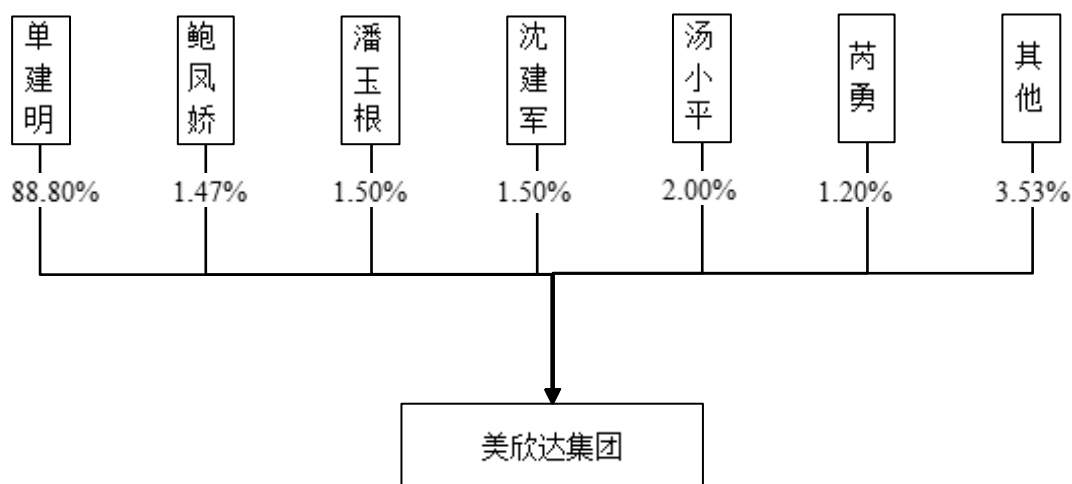 单建明
鲍凤娇
潘玉根
沈建军
汤小平
芮勇
其他
88.80%
1.47%
1.50%
1.50%
2.00%
1.20%
3.53%
美欣达集团